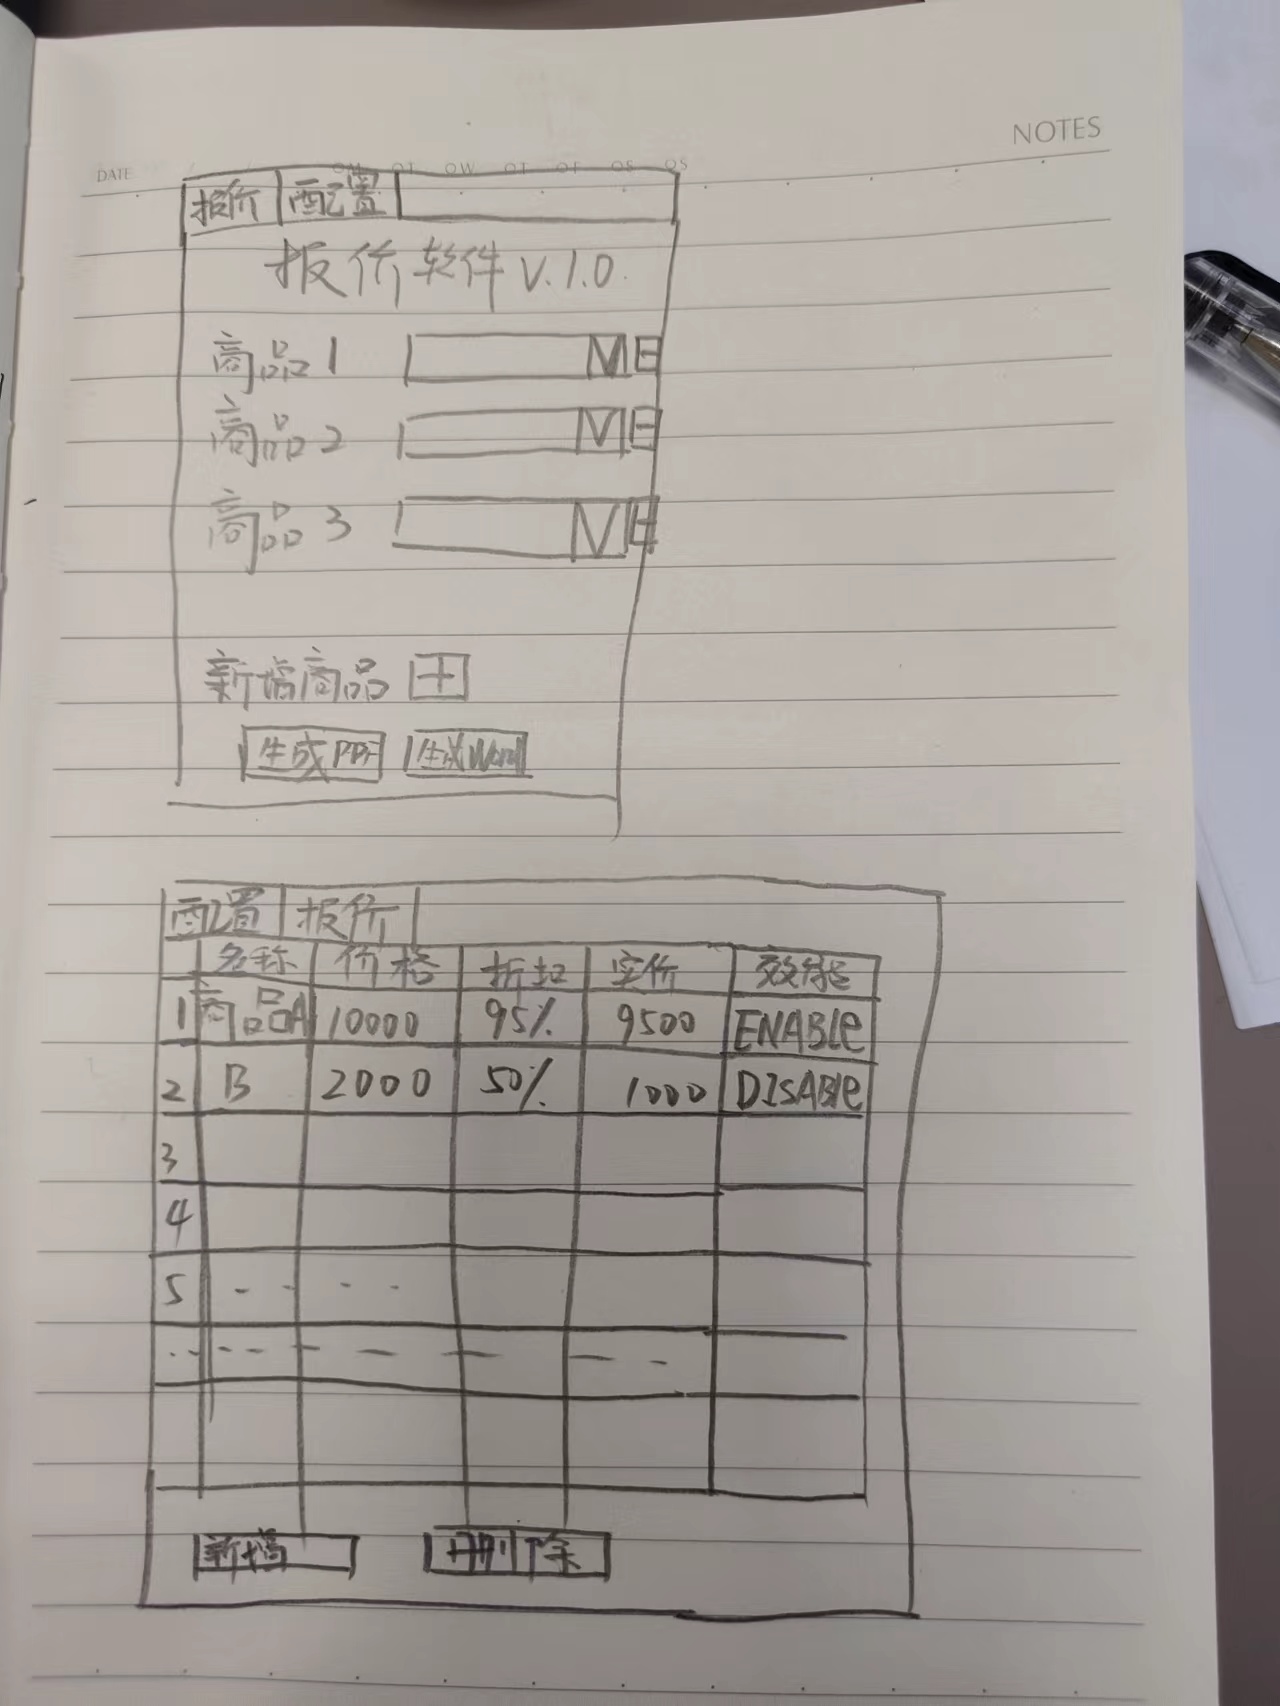 NOTES
DATE
报价 配置
报价软件 V.1.0
商品1 V
商品2 V
商品3 V
新增商品 +
生成PDF 生成Word
配置 报价
名称 价格 折扣 实价
1 商品A 10000 95% 9500 ENABLE
2 B 2000 50% 1000 DISABLE
3
4
5
新增 删除